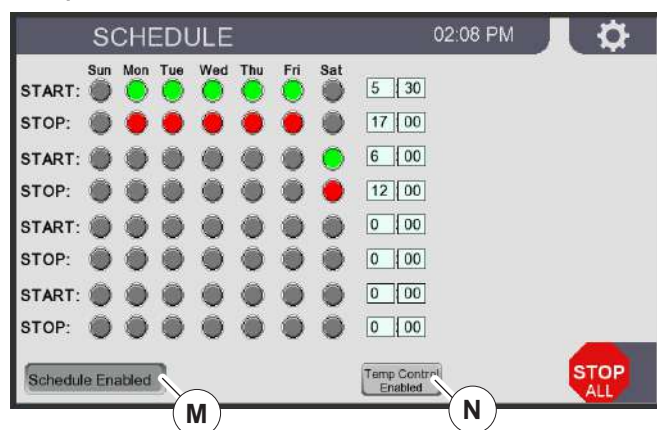 SCHEDULE 02:08 PM
Sun Mon Tue Wed Thu Fri Sat
START: 5 : 30
STOP: 17 : 00
START: 6 : 00
STOP: 12 : 00
START: 0 : 00
STOP: 0 : 00
START: 0 : 00
STOP: 0 : 00
Schedule Enabled
M
Temp Control
Enabled
N
STOP
ALL